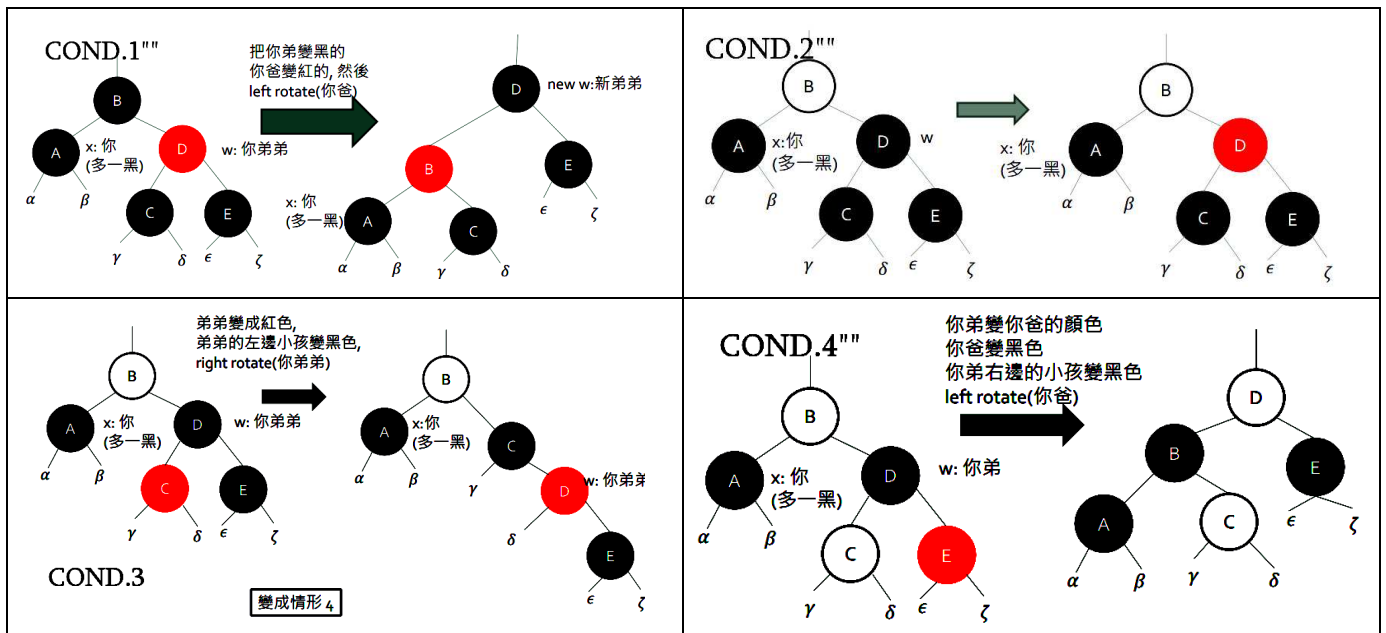 COND.1""
把你弟變黑的
你爸變紅的, 然後
left rotate(你爸)
B
A
x: 你
(多一黑)
D
w: 你弟弟
α
β
C
E
γ
δ
ϵ
ζ
D
new w:新弟弟
B
E
x: 你
(多一黑)
A
C
ϵ
ζ
α
β
γ
δ
COND.2""
B
A
x:你
(多一黑)
D
w
α
β
C
E
γ
δ
ϵ
ζ
B
x: 你
(多一黑)
A
D
α
β
C
E
γ
δ
ϵ
ζ
弟弟變成紅色,
弟弟的左邊小孩變黑色,
right rotate(你弟弟)
B
A
x: 你
(多一黑)
D
w: 你弟弟
α
β
C
E
γ
δ
ϵ
ζ
COND.3
B
A
x:你
(多一黑)
C
α
β
γ
D
w: 你弟弟
δ
E
ϵ
ζ
變成情形 4
COND.4""
你弟變你爸的顏色
你爸變黑色
你弟右邊的小孩變黑色
left rotate(你爸)
B
A
x: 你
(多一黑)
D
w: 你弟
α
β
C
E
γ
δ
ϵ
ζ
D
B
E
A
C
ϵ
ζ
α
β
γ
δ